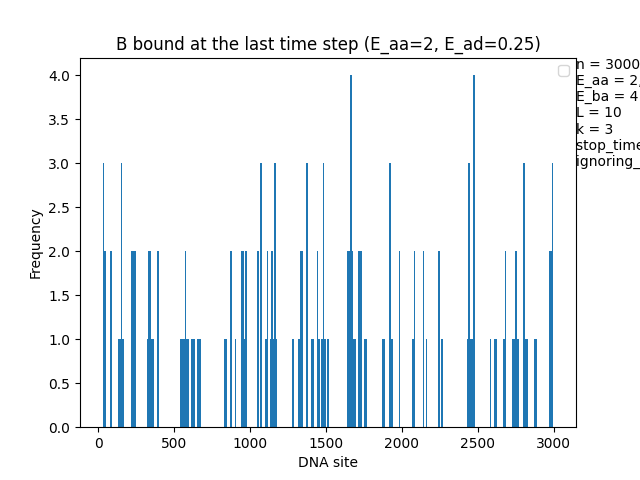 B bound at the last time step (E_aa=2, E_ad=0.25)
n = 3000
E_aa = 2,
E_ba = 4
L = 10
k = 3
stop_time
ignoring_
4.0
3.5
3.0
2.5
2.0
1.5
1.0
0.5
0.0
Frequency
0 500 1000 1500 2000 2500 3000
DNA site